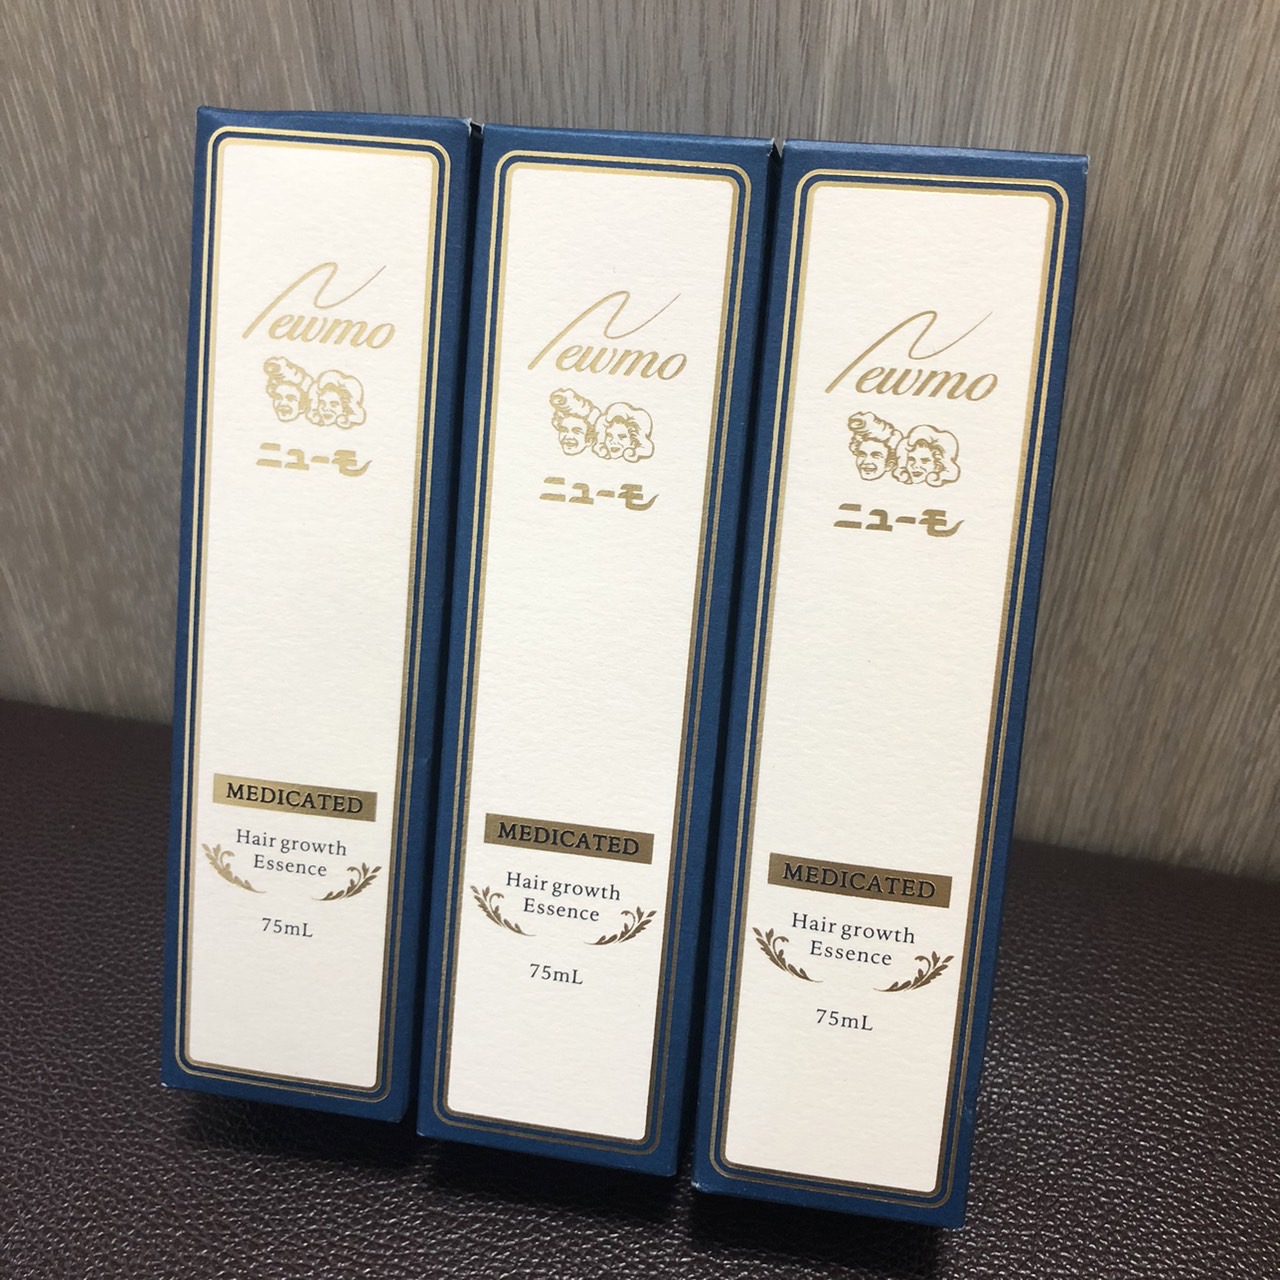 Newmo
ニューモ
MEDICATED
Hair growth
Essence
75mL
Newmo
ニューモ
MEDICATED
Hair growth
Essence
75mL
Newmo
ニューモ
MEDICATED
Hair growth
Essence
75mL